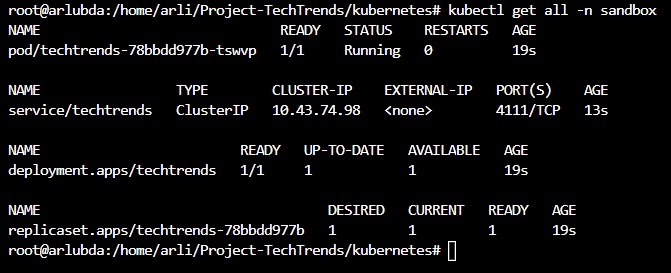 root@arlubda:/home/arli/Project-TechTrends/kubernetes# kubectl get all -n sandbox
NAME                              READY   STATUS    RESTARTS   AGE
pod/techtrends-78bbdd977b-tswvp   1/1     Running   0          19s
NAME                 TYPE        CLUSTER-IP     EXTERNAL-IP   PORT(S)    AGE
service/techtrends   ClusterIP   10.43.74.98    <none>        4111/TCP   13s
NAME                         READY   UP-TO-DATE   AVAILABLE   AGE
deployment.apps/techtrends   1/1     1            1           19s
NAME                                    DESIRED   CURRENT   READY   AGE
replicaset.apps/techtrends-78bbdd977b   1         1         1       19s
root@arlubda:/home/arli/Project-TechTrends/kubernetes#